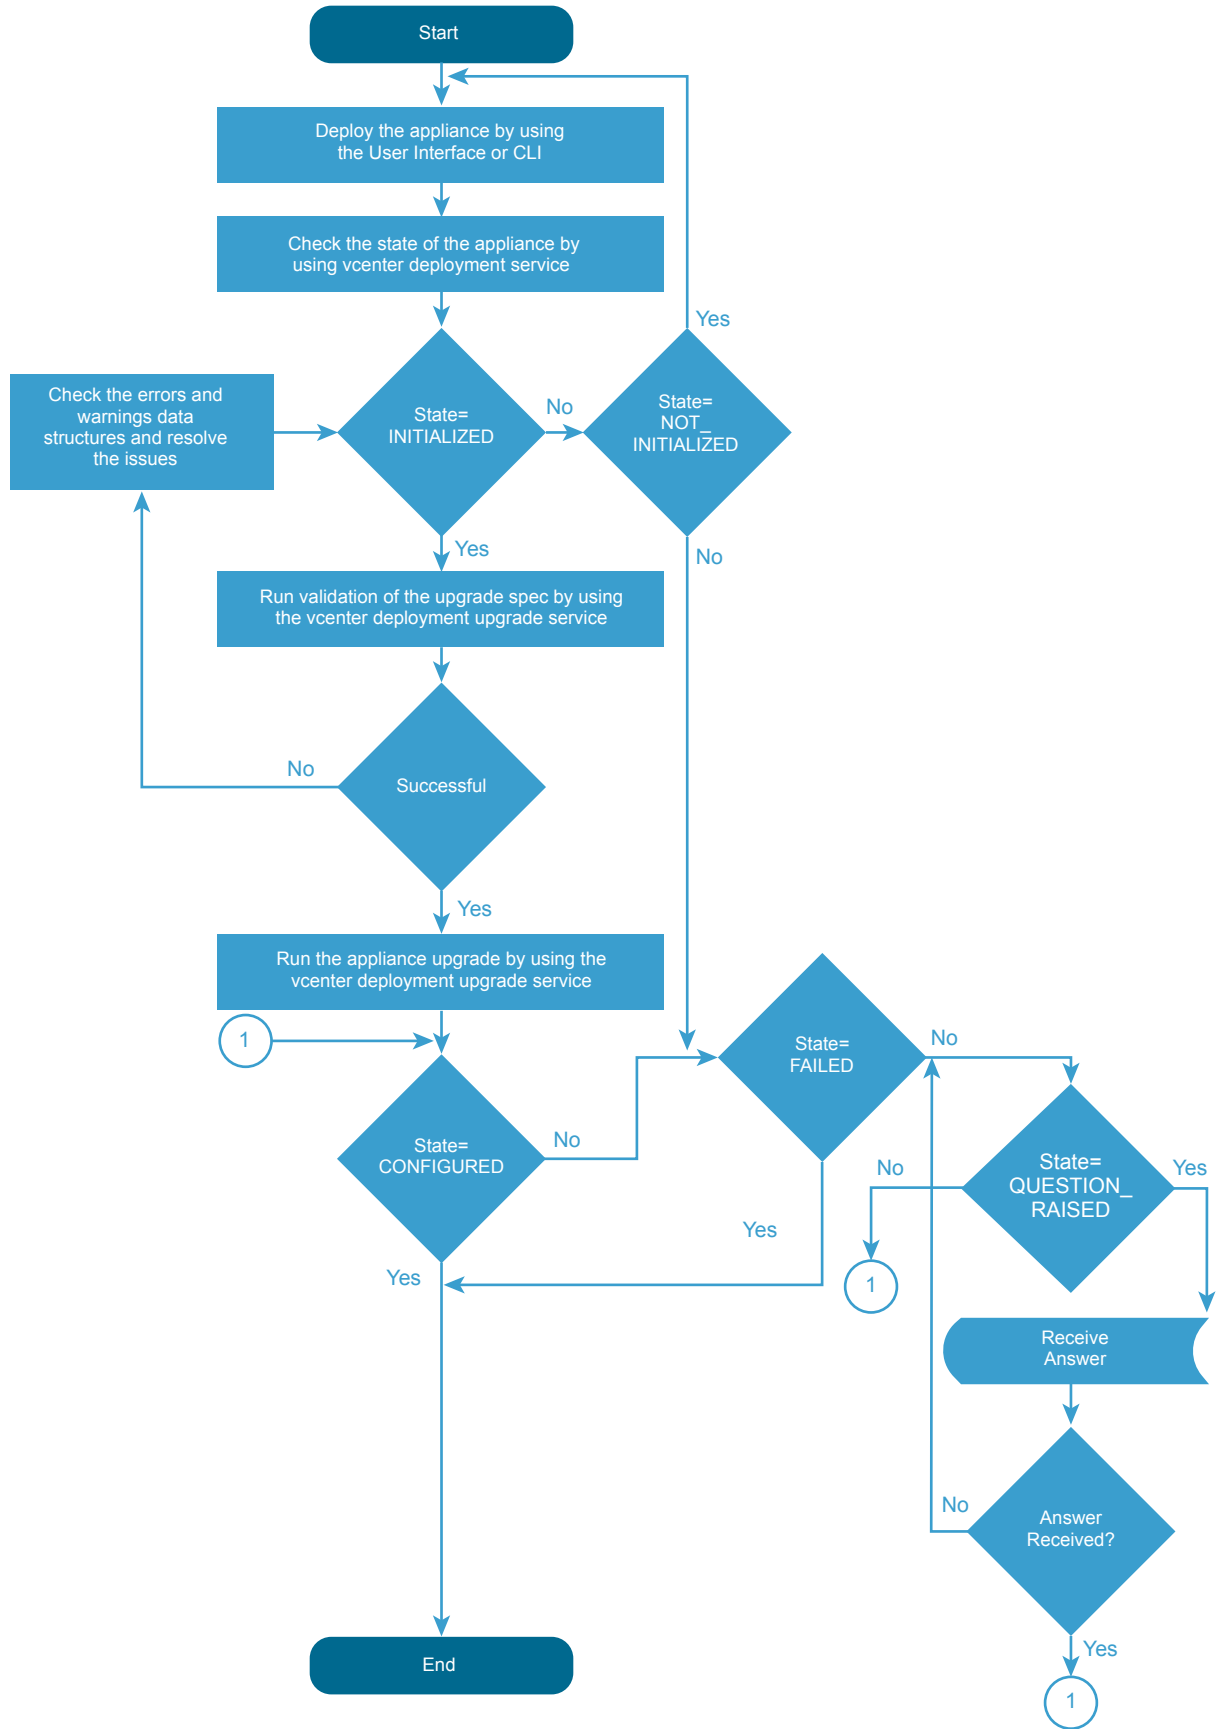 Start
Deploy the appliance by using
the User Interface or CLI
Check the state of the appliance by
using vcenter deployment service
Yes
Check the errors and
warnings data
structures and resolve
the issues
State=
INITIALIZED
No
State=
NOT_
INITIALIZED
Yes
No
Run validation of the upgrade spec by using
the vcenter deployment upgrade service
No
Successful
Yes
Run the appliance upgrade by using the
vcenter deployment upgrade service
1
State=
FAILED
No
State=
CONFIGURED
No
No
State=
QUESTION_
RAISED
Yes
Yes
Yes
1
Receive
Answer
No
Answer
Received?
Yes
End
1